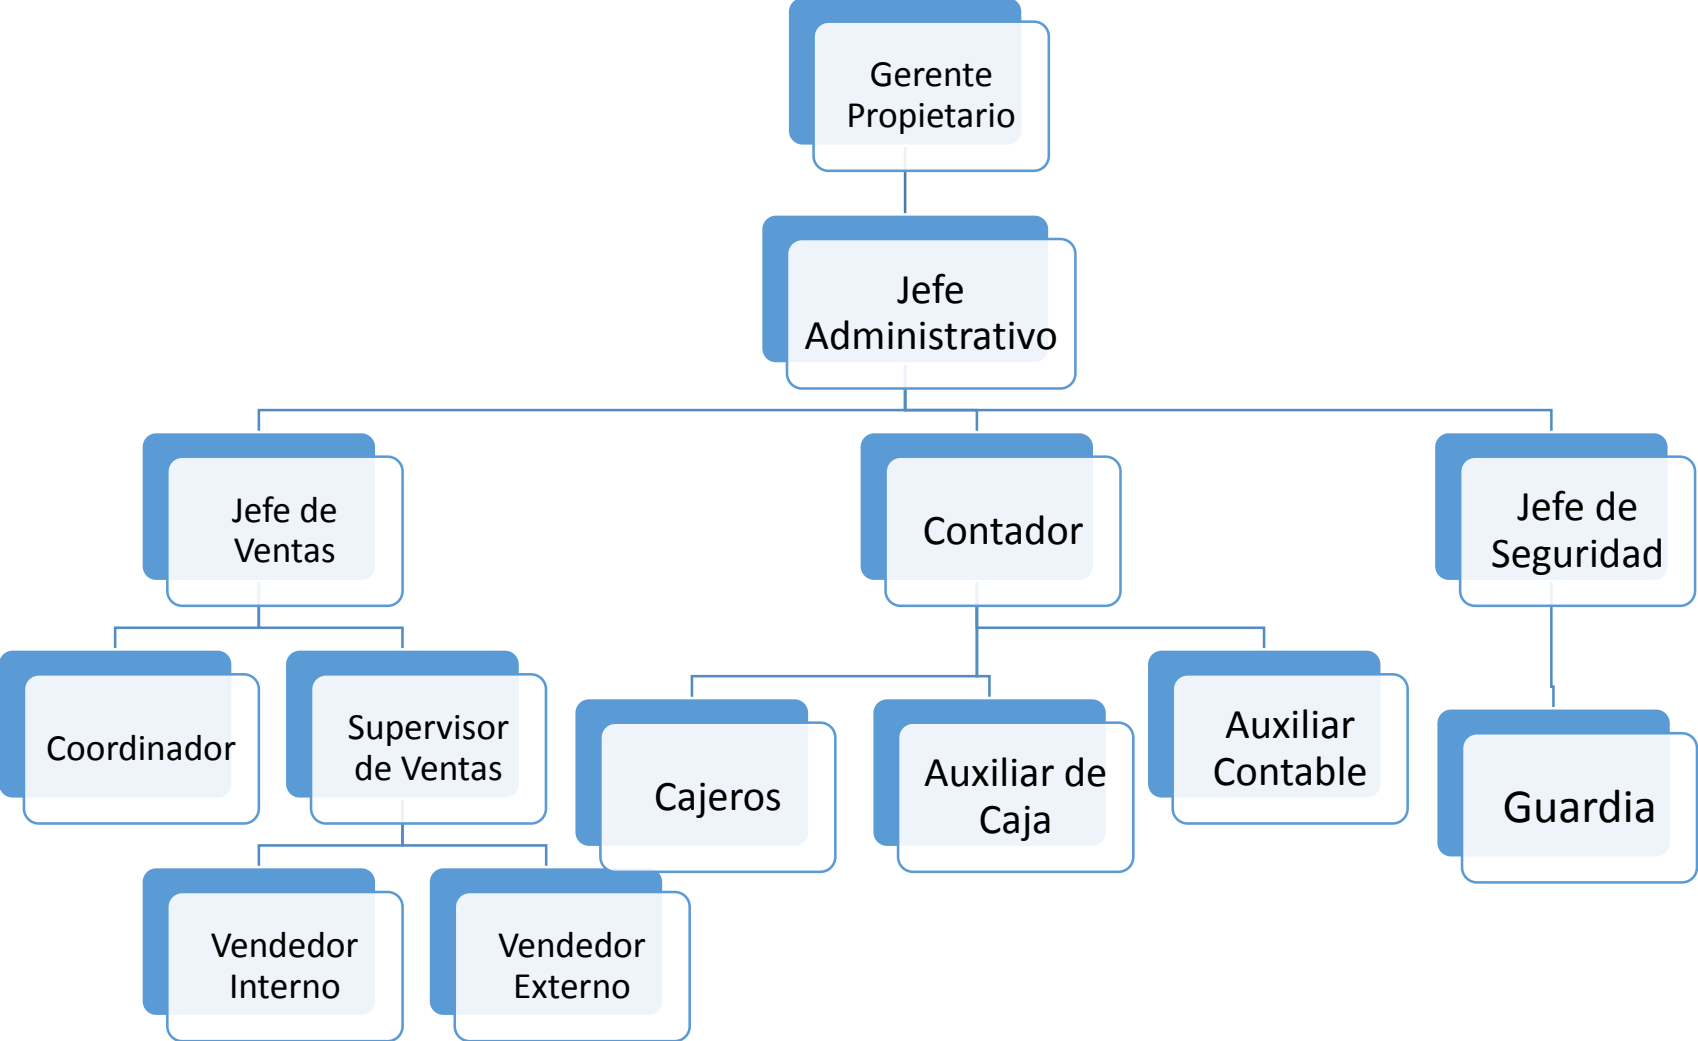 Gerente
Propietario
Jefe
Administrativo
Jefe de
Ventas
Contador
Jefe de
Seguridad
Coordinador
Supervisor
de Ventas
Cajeros
Auxiliar de
Caja
Auxiliar
Contable
Guardia
Vendedor
Interno
Vendedor
Externo